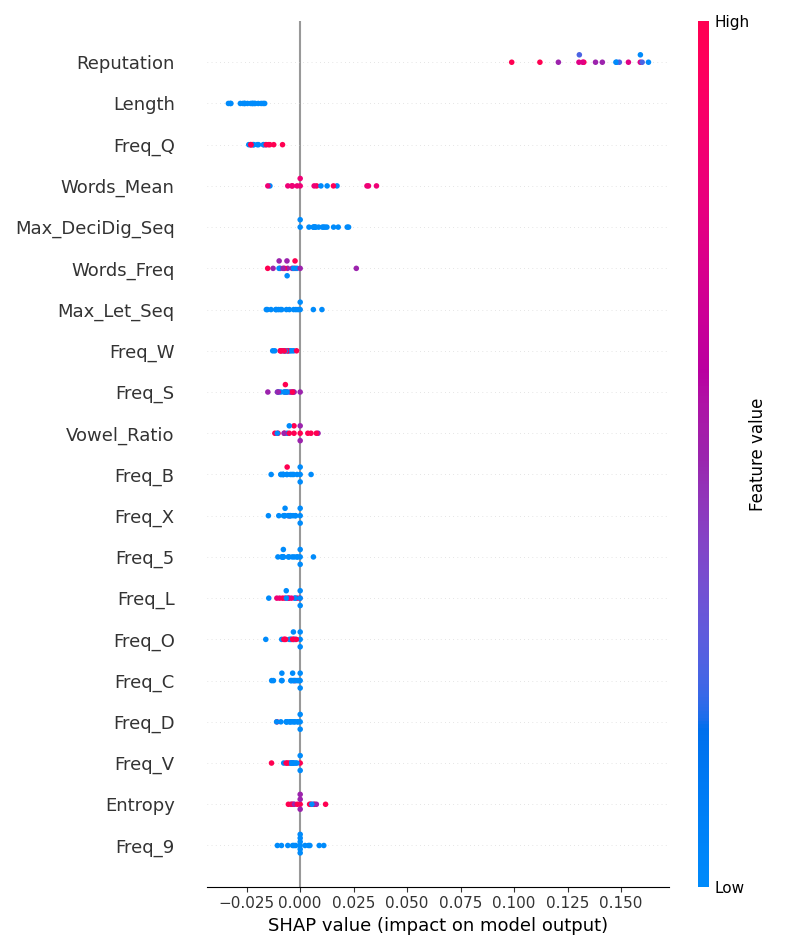 High
Reputation
Length
Freq_Q
Words_Mean
Max_DeciDig_Seq
Words_Freq
Max_Let_Seq
Freq_W
Freq_S
Vowel_Ratio
Freq_B
Freq_X
Freq_5
Freq_L
Freq_O
Freq_C
Freq_D
Freq_V
Entropy
Freq_9
Feature value
Low
−0.025 0.000 0.025 0.050 0.075 0.100 0.125 0.150
SHAP value (impact on model output)